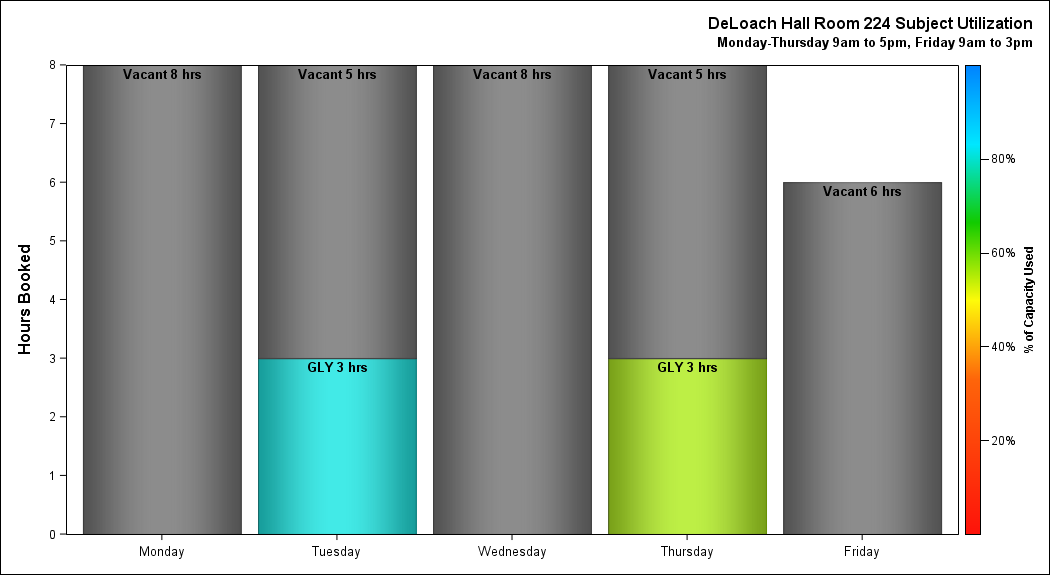 DeLoach Hall Room 224 Subject Utilization
Monday-Thursday 9am to 5pm, Friday 9am to 3pm
Hours Booked
8
7
6
5
4
3
2
1
0
Vacant 8 hrs
Vacant 5 hrs
Vacant 8 hrs
Vacant 5 hrs
Vacant 6 hrs
GLY 3 hrs
GLY 3 hrs
Monday
Tuesday
Wednesday
Thursday
Friday
80%
60%
40%
20%
% of Capacity Used